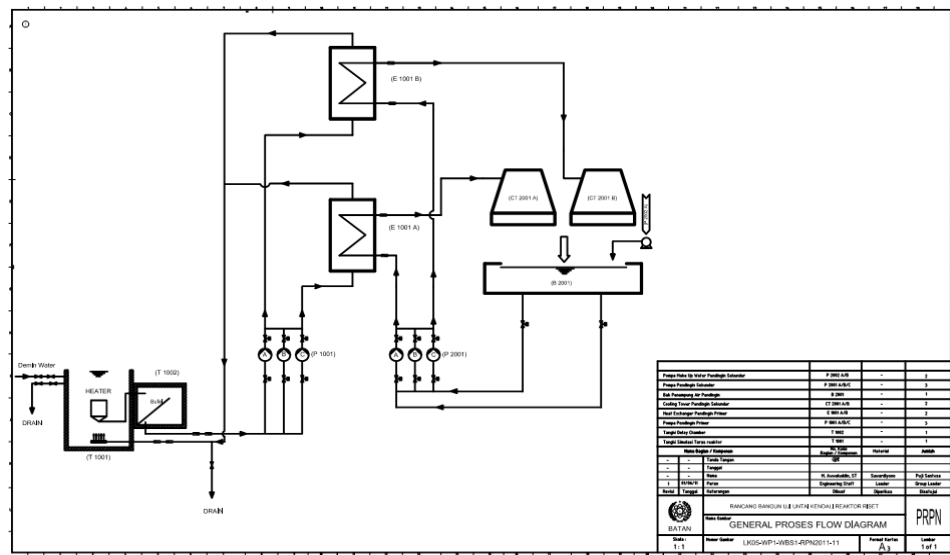 (E 1001 B)
(CT 2001 A)
(CT 2001 B)
(E 1001 A)
(B 2001)
A
B
C
(P 1001)
A
B
C
(P 2001)
Demin Water
(T 1002)
HEATER
DRAIN
(T 1001)
DRAIN
Pompa Make Up Water Pendingin Sekunder P 2002 A/B - 2
Pompa Pendingin Sekunder P 2001 A/B/C - 3
Bak Penampung Air Pendingin B 2001 - 1
Cooling Tower Pendingin Sekunder CT 2001 A/B - 2
Heat Exchanger Pendingin Primer E 1001 A/B - 2
Pompa Pendingin Primer P 1001 A/B/C - 3
Tangki Delay Chamber T 1002 - 1
Tangki Simulasi Teras reaktor T 1001 - 1
Nama Bagian / Komponen Bagian / Komponen Material Jumlah
- - Tanda Tangan
- - Tanggal
- - Nama
1 Peran Engineering Staff Leader Group Leader
Revisi Tanggal Keterangan Dibuat Diperiksa Disetujui
BATAN
RANCANG BANGUN UJI UNTAI KENDALI REAKTOR RISET
Nama Gambar
GENERAL PROSES FLOW DIAGRAM
PRPN
Skala :
1 : 1
Nomor Gambar
LK05-WP1-WBS1-RPN2011-11
Format Kertas
A3
Lembar
1 of 1